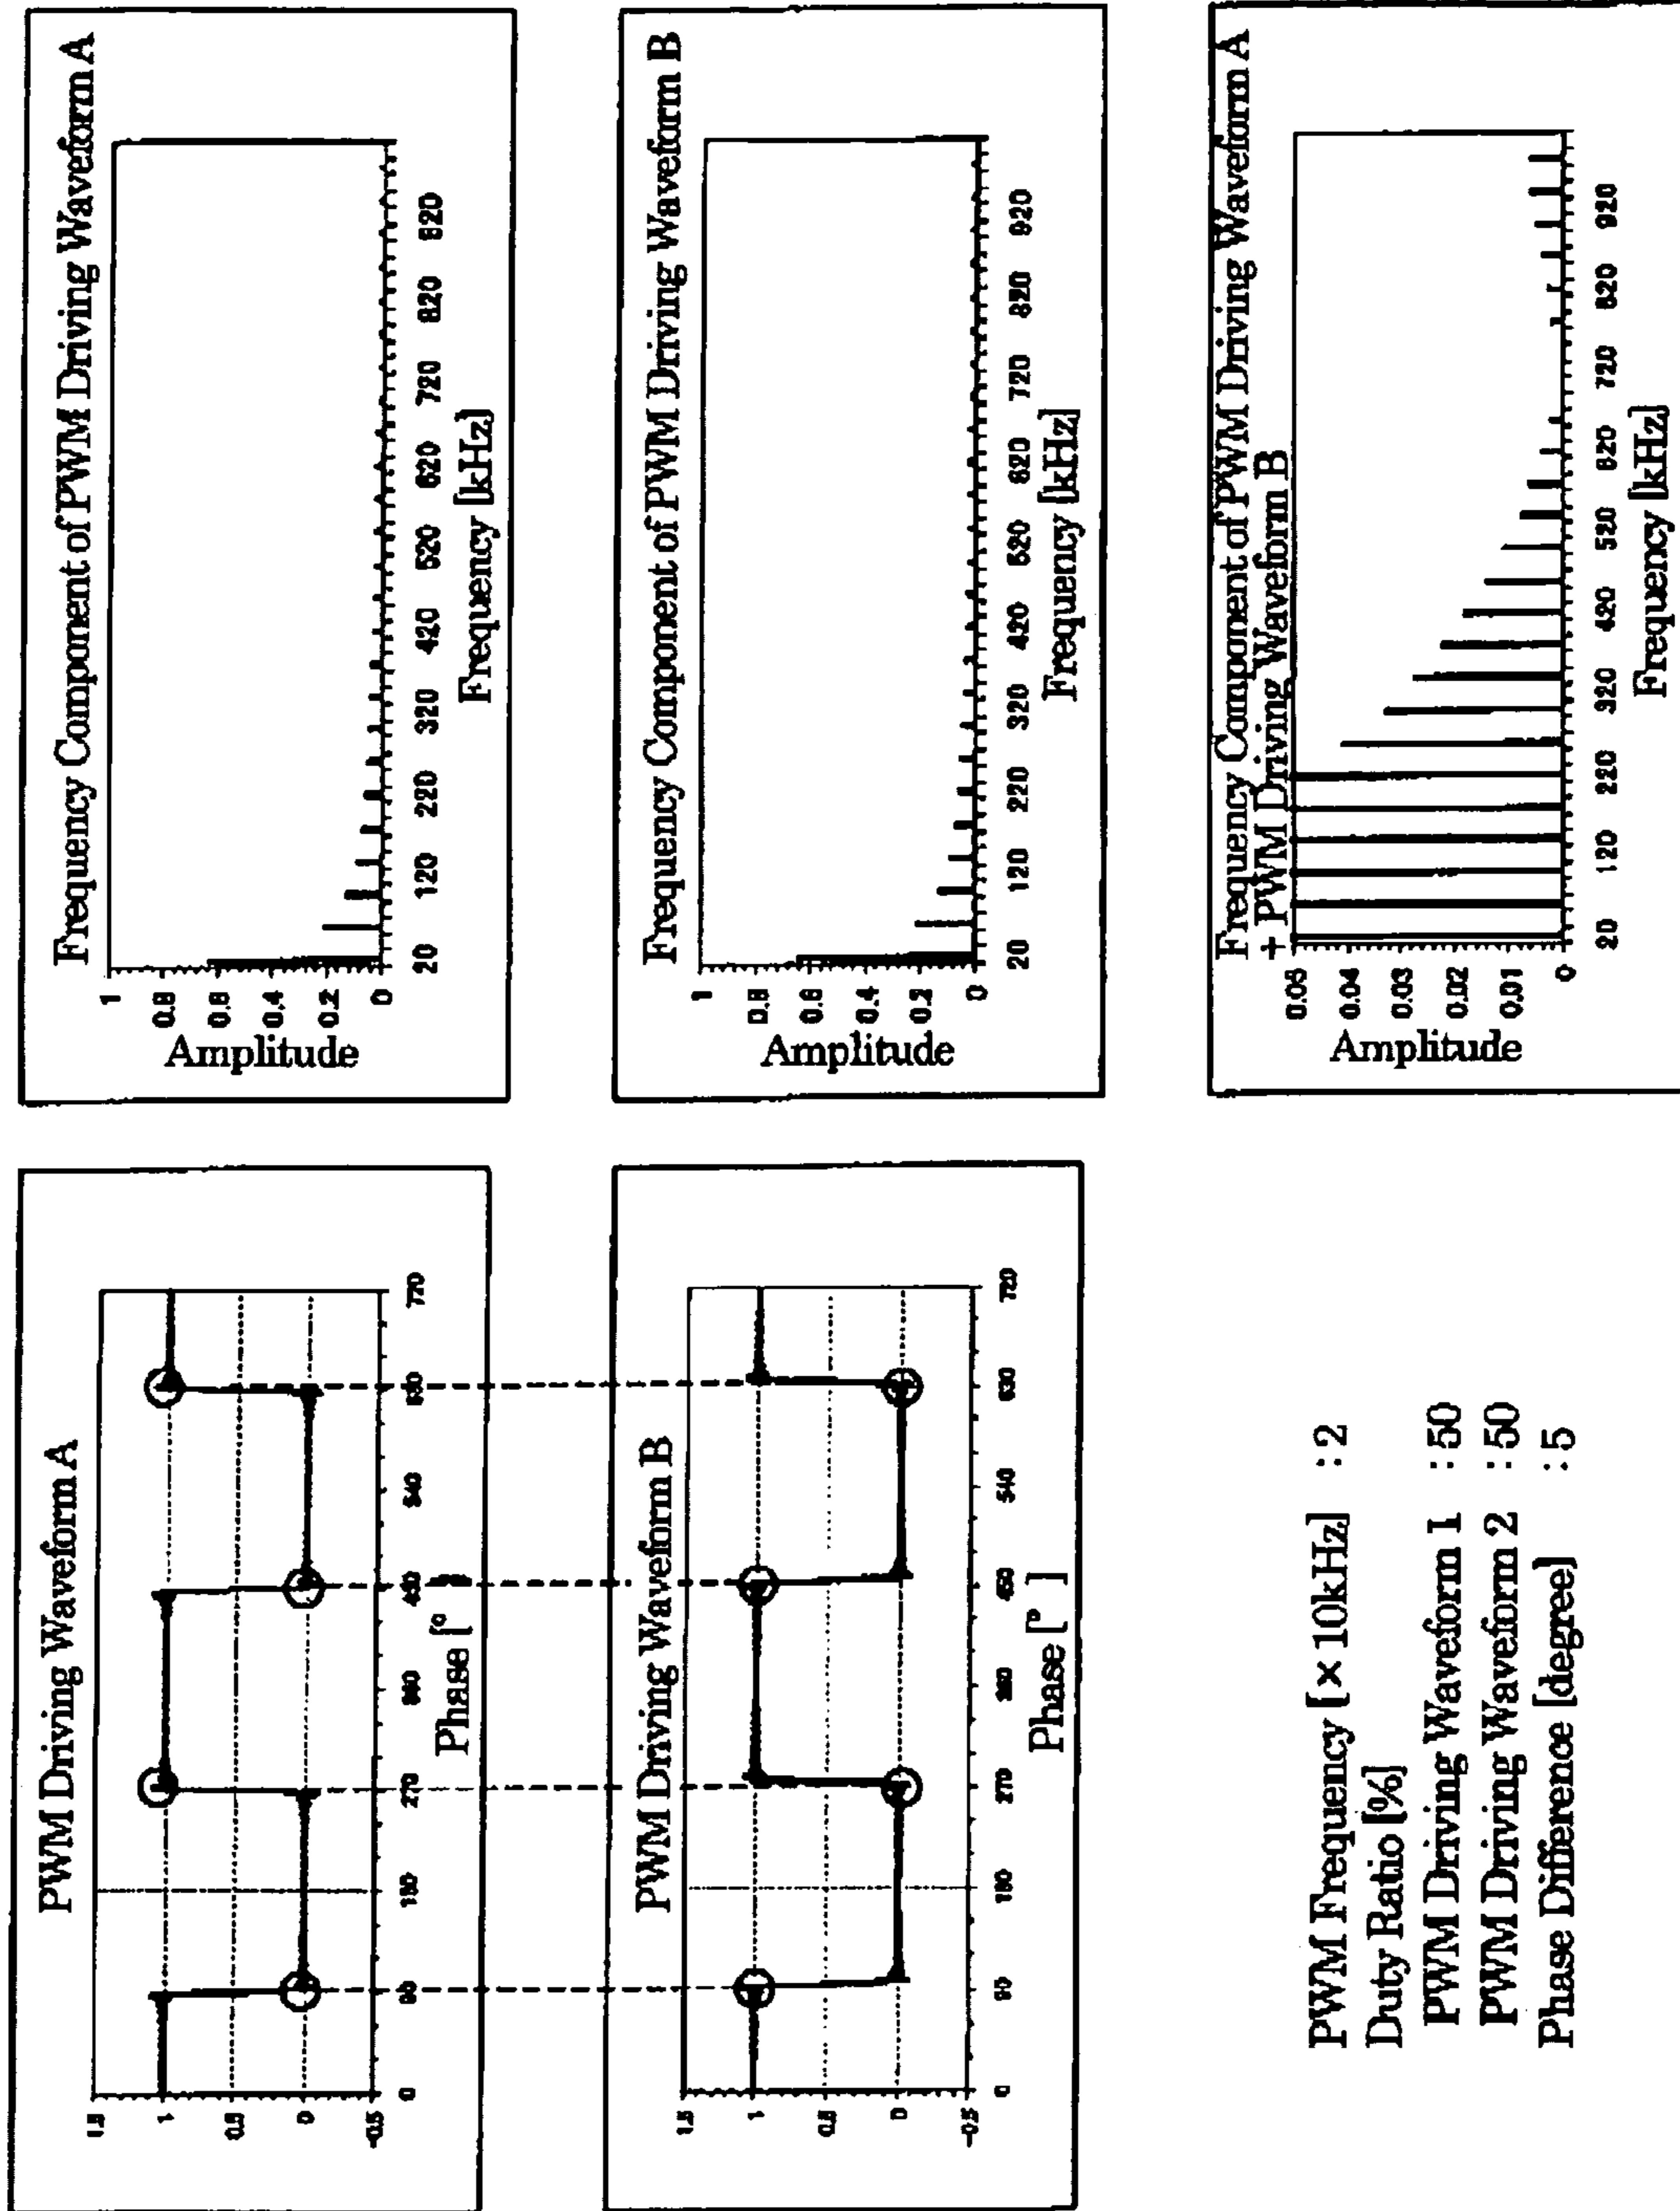 PWM Driving Waveform A
1.5
1
0.5
0
-0.5
0 90 180 270 360 450 540 630 720
Phase [° ]
Frequency Component of PWM Driving Waveform A
Amplitude
1
0.8
0.6
0.4
0.2
0
20 120 220 320 420 520 620 720 820 920
Frequency [kHz]
PWM Driving Waveform B
1.5
1
0.5
0
-0.5
0 90 180 270 360 450 540 630 720
Phase [° ]
Frequency Component of PWM Driving Waveform B
Amplitude
1
0.8
0.6
0.4
0.2
0
20 120 220 320 420 520 620 720 820 920
Frequency [kHz]
PWM Frequency [×10kHz] :2
Duty Ratio [%]
PWM Driving Waveform 1 :50
PWM Driving Waveform 2 :50
Phase Difference [degree] :5
Frequency Component of PWM Driving Waveform A
+ PWM Driving Waveform B
Amplitude
0.05
0.04
0.03
0.02
0.01
0
20 120 220 320 420 520 620 720 820 920
Frequency [kHz]